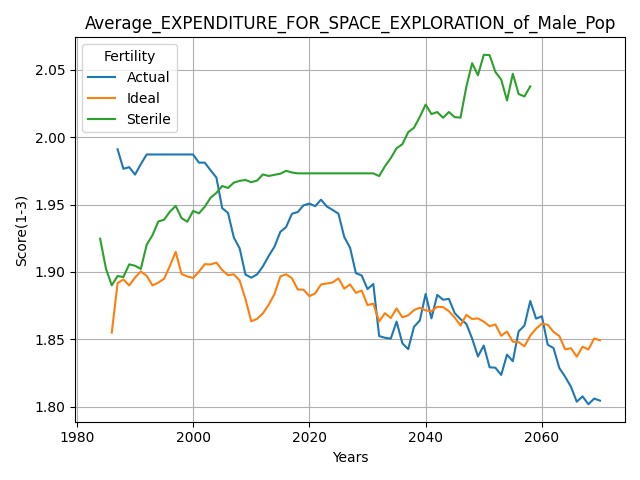 Average_EXPENDITURE_FOR_SPACE_EXPLORATION_of_Male_Pop
Fertility
Actual
Ideal
Sterile
Score(1-3)
2.05
2.00
1.95
1.90
1.85
1.80
1980 2000 2020 2040 2060
Years